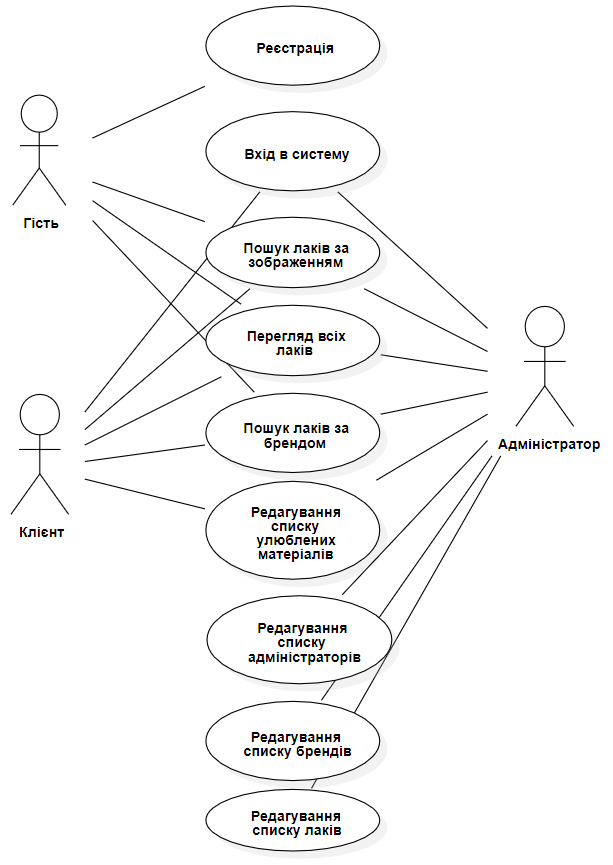 Реєстрація
Вхід в систему
Гість
Пошук лаків за
зображенням
Перегляд всіх
лаків
Пошук лаків за
брендом
Адміністратор
Клієнт
Редагування
списку
улюблених
матеріалів
Редагування
списку
адміністраторів
Редагування
списку брендів
Редагування
списку лаків